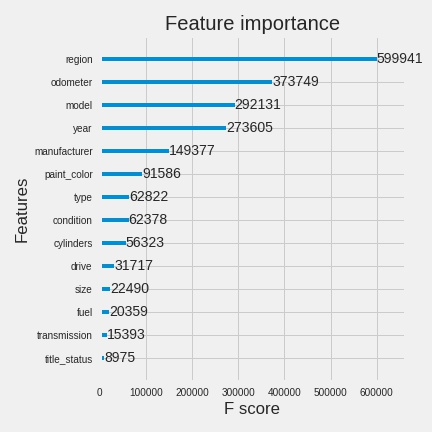 Feature importance
region 599941
odometer 373749
model 292131
year 273605
manufacturer 149377
paint_color 91586
type 62822
condition 62378
cylinders 56323
drive 31717
size 22490
fuel 20359
transmission 15393
title_status 8975
Features
0 100000 200000 300000 400000 500000 600000
F score